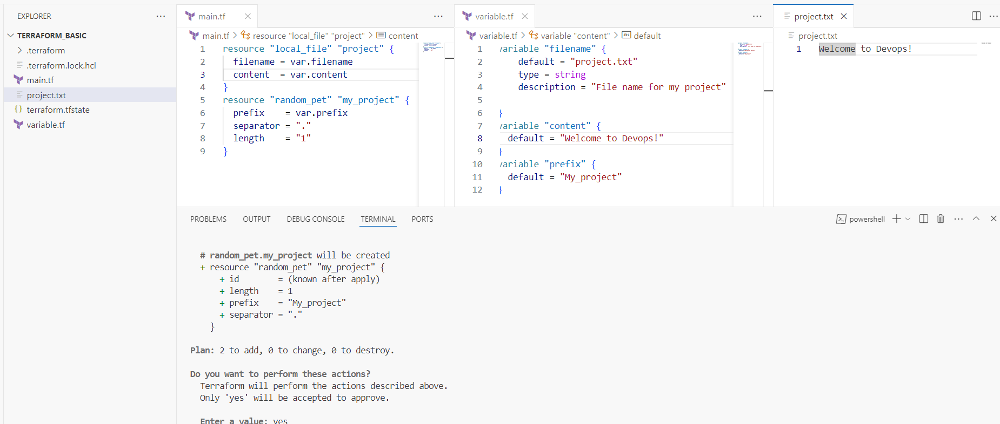 EXPLORER
TERRAFORM_BASIC
.terraform
.terraform.lock.hcl
main.tf
project.txt
terraform.tfstate
variable.tf
main.tf
main.tf > resource "local_file" "project" > content
1 resource "local_file" "project" {
2 filename = var.filename
3 content = var.content
4 }
5 resource "random_pet" "my_project" {
6 prefix = var.prefix
7 separator = "."
8 length = "1"
9 }
variable.tf
variable.tf > variable "content" > default
1 variable "filename" {
2 default = "project.txt"
3 type = string
4 description = "File name for my project"
5
6 }
7 variable "content" {
8 default = "Welcome to Devops!"
9 }
10 variable "prefix" {
11 default = "My_project"
12 }
project.txt
project.txt
1 Welcome to Devops!
PROBLEMS OUTPUT DEBUG CONSOLE TERMINAL PORTS
powershell
# random_pet.my_project will be created
+ resource "random_pet" "my_project" {
+ id = (known after apply)
+ length = 1
+ prefix = "My_project"
+ separator = "."
}
Plan: 2 to add, 0 to change, 0 to destroy.
Do you want to perform these actions?
Terraform will perform the actions described above.
Only 'yes' will be accepted to approve.
Enter a value: yes